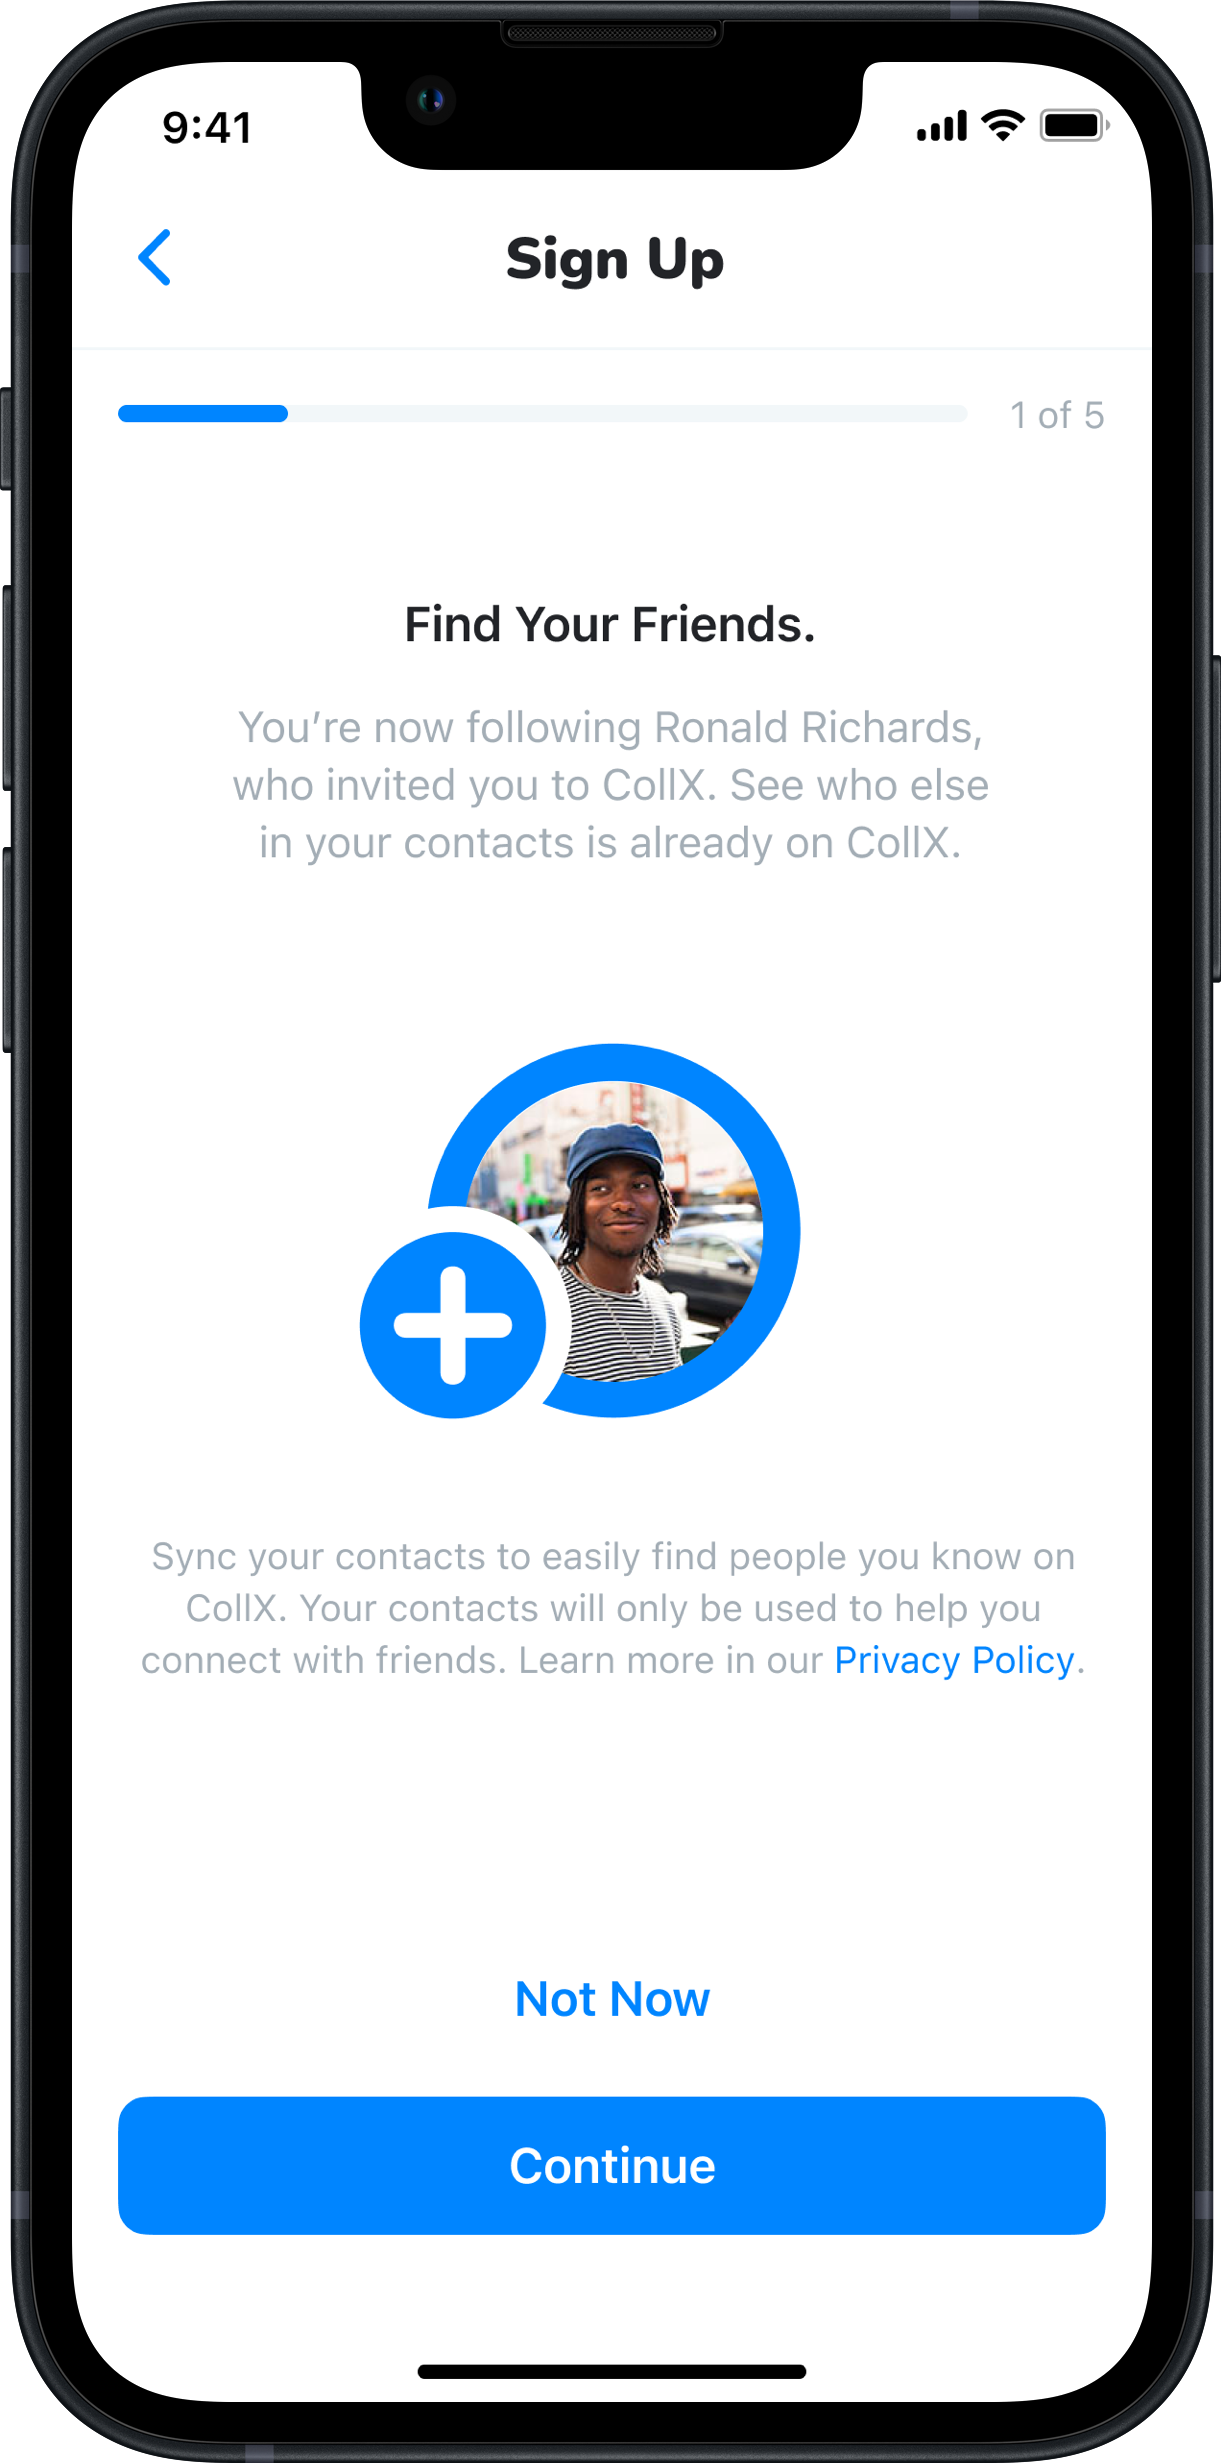 9:41
Sign Up
1 of 5
Find Your Friends.
You’re now following Ronald Richards,
who invited you to CollX. See who else
in your contacts is already on CollX.
Sync your contacts to easily find people you know on
CollX. Your contacts will only be used to help you
connect with friends. Learn more in our Privacy Policy.
Not Now
Continue